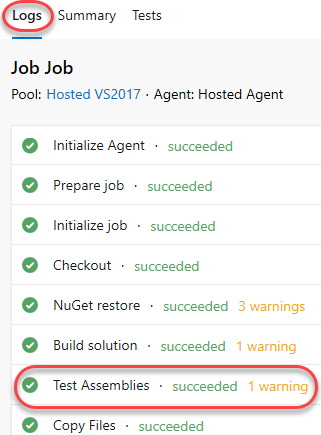 Logs Summary Tests
Job Job
Pool: Hosted VS2017 · Agent: Hosted Agent
Initialize Agent · succeeded
Prepare job · succeeded
Initialize job · succeeded
Checkout · succeeded
NuGet restore · succeeded 3 warnings
Build solution · succeeded 1 warning
Test Assemblies · succeeded 1 warning
Copy Files · succeeded